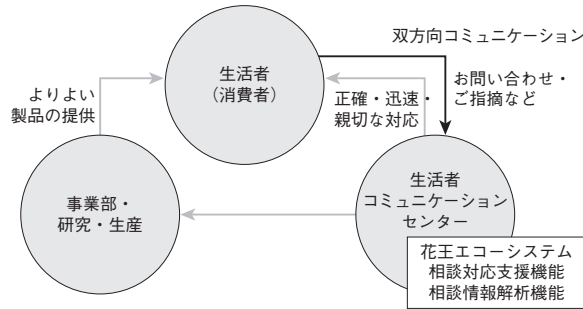 双方向コミュニケーション
生活者
（消費者）
よりよい
製品の提供
正確・迅速・
親切な対応
お問い合わせ・
ご指摘など
事業部・
研究・生産
生活者
コミュニケーション
センター
花王エコーシステム
相談対応支援機能
相談情報解析機能